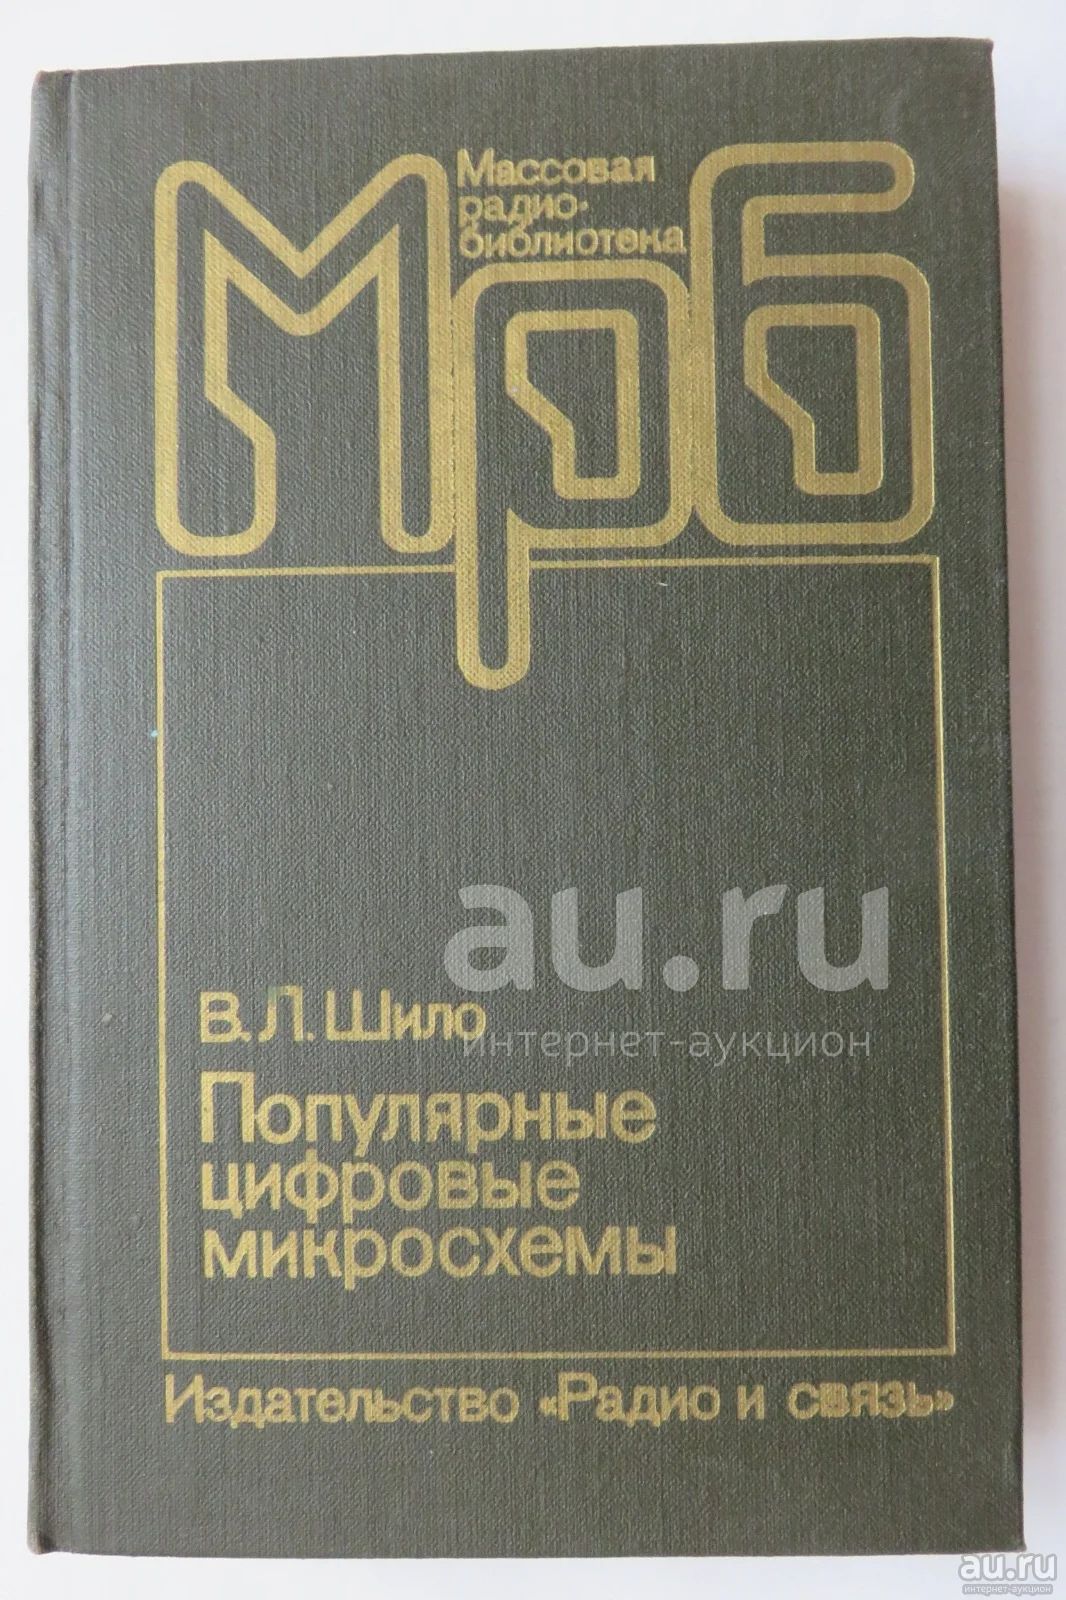 Мрб
Массовая
радио-
библиотека
au.ru
интернет-аукцион
В. Л. Шило
Популярные
цифровые
микросхемы
Издательство «Радио и связь»
au.ru
интернет-аукцион